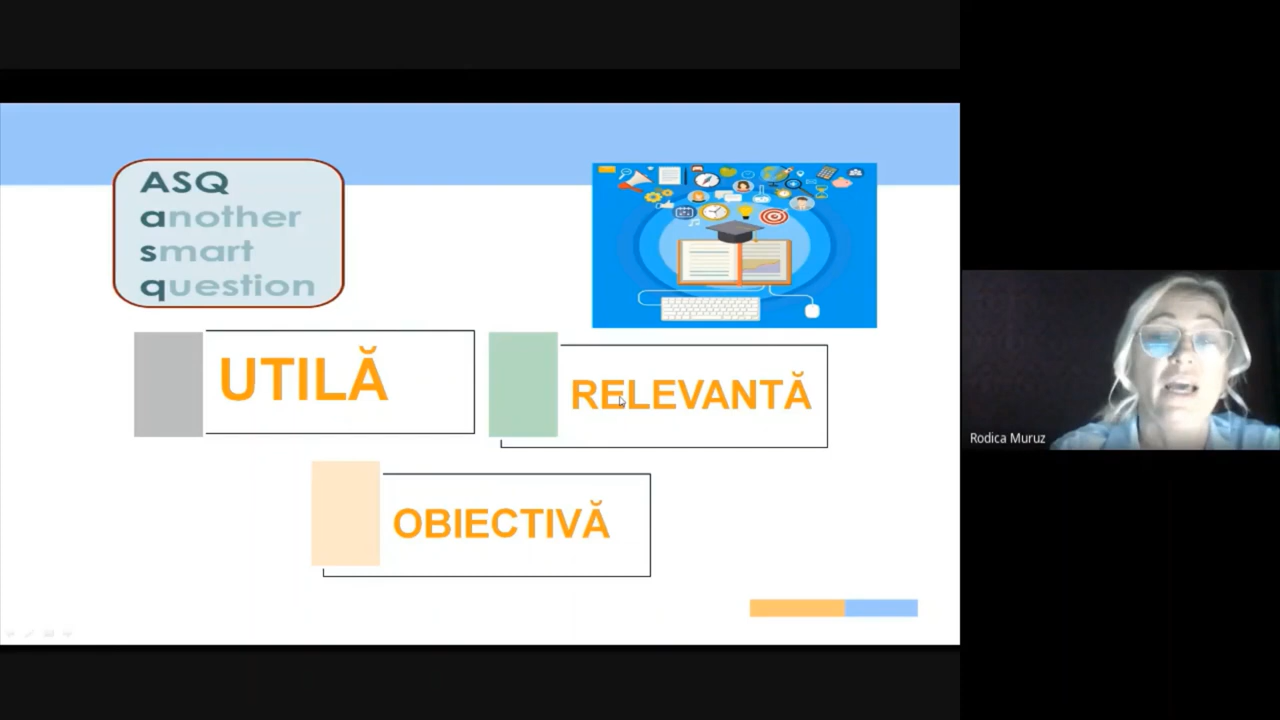 ASQ
another
smart
question
UTILĂ
RELEVANTĂ
OBIECTIVĂ
Rodica Muruz